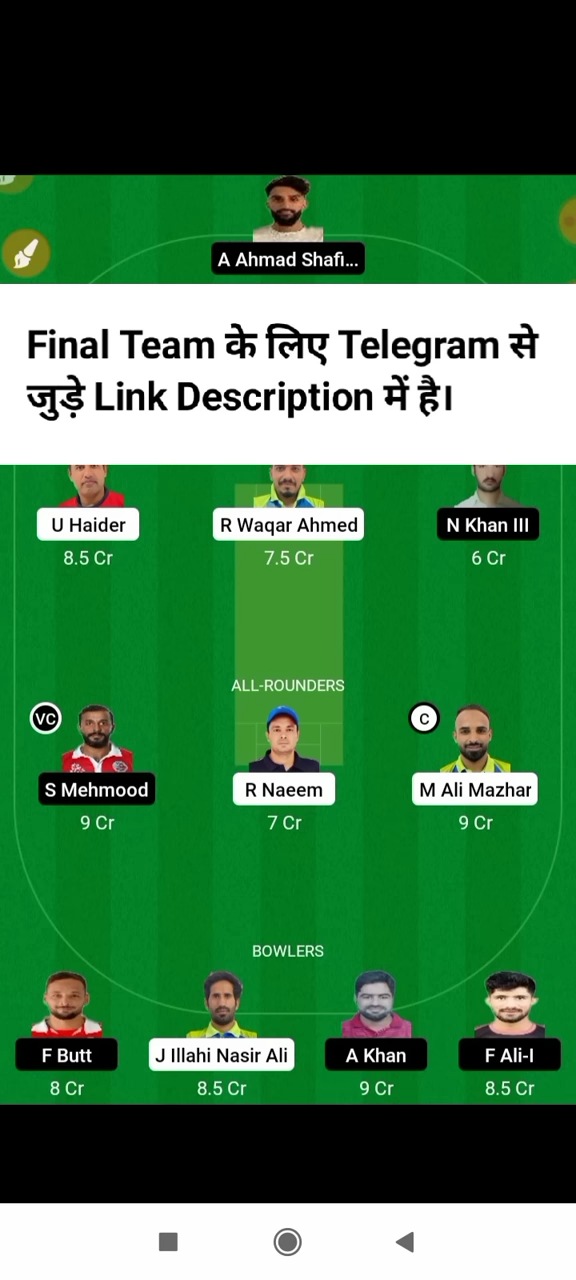 A Ahmad Shafi...
Final Team के लिए Telegram से
जुड़े Link Description में है।
U Haider
R Waqar Ahmed
N Khan III
8.5 Cr
7.5 Cr
6 Cr
ALL-ROUNDERS
VC
C
S Mehmood
R Naeem
M Ali Mazhar
9 Cr
7 Cr
9 Cr
BOWLERS
F Butt
J Illahi Nasir Ali
A Khan
F Ali-I
8 Cr
8.5 Cr
9 Cr
8.5 Cr